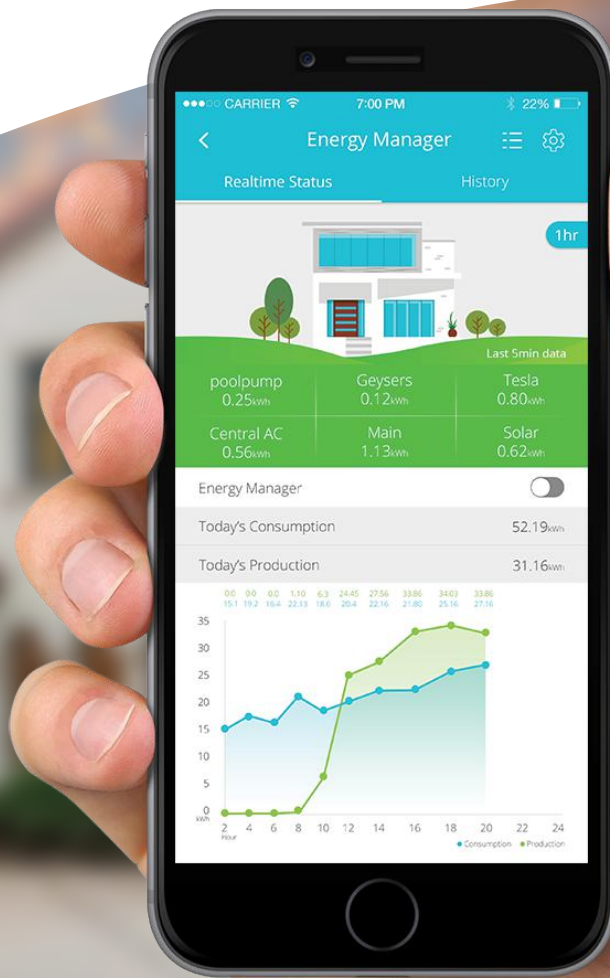 CARRIER 7:00 PM 22%
Energy Manager
Realtime Status History
1hr
Last 5min data
poolpump Geysers Tesla
0.25kWh 0.12kWh 0.80kWh
Central AC Main Solar
0.56kWh 1.13kWh 0.62kWh
Energy Manager
Today's Consumption 52.19kWh
Today's Production 31.16kWh
0.0 0.0 0.0 1.10 6.3 24.45 27.56 33.86 34.03 33.86
15.1 19.2 16.4 22.13 18.6 20.4 22.16 21.80 25.16 27.16
35
30
25
20
15
10
5
0
kWh
2 4 6 8 10 12 14 16 18 20 22 24
Hour
Consumption Production